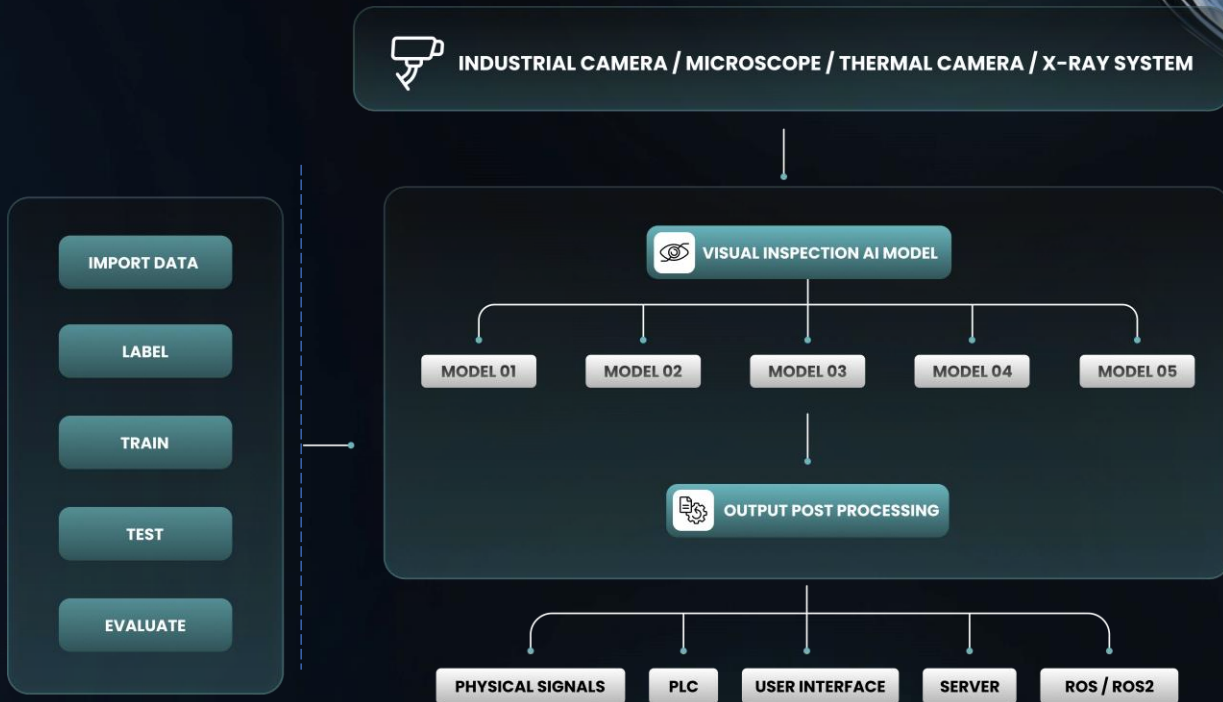 INDUSTRIAL CAMERA / MICROSCOPE / THERMAL CAMERA / X-RAY SYSTEM
IMPORT DATA
LABEL
TRAIN
TEST
EVALUATE
VISUAL INSPECTION AI MODEL
MODEL 01
MODEL 02
MODEL 03
MODEL 04
MODEL 05
OUTPUT POST PROCESSING
PHYSICAL SIGNALS
PLC
USER INTERFACE
SERVER
ROS / ROS2